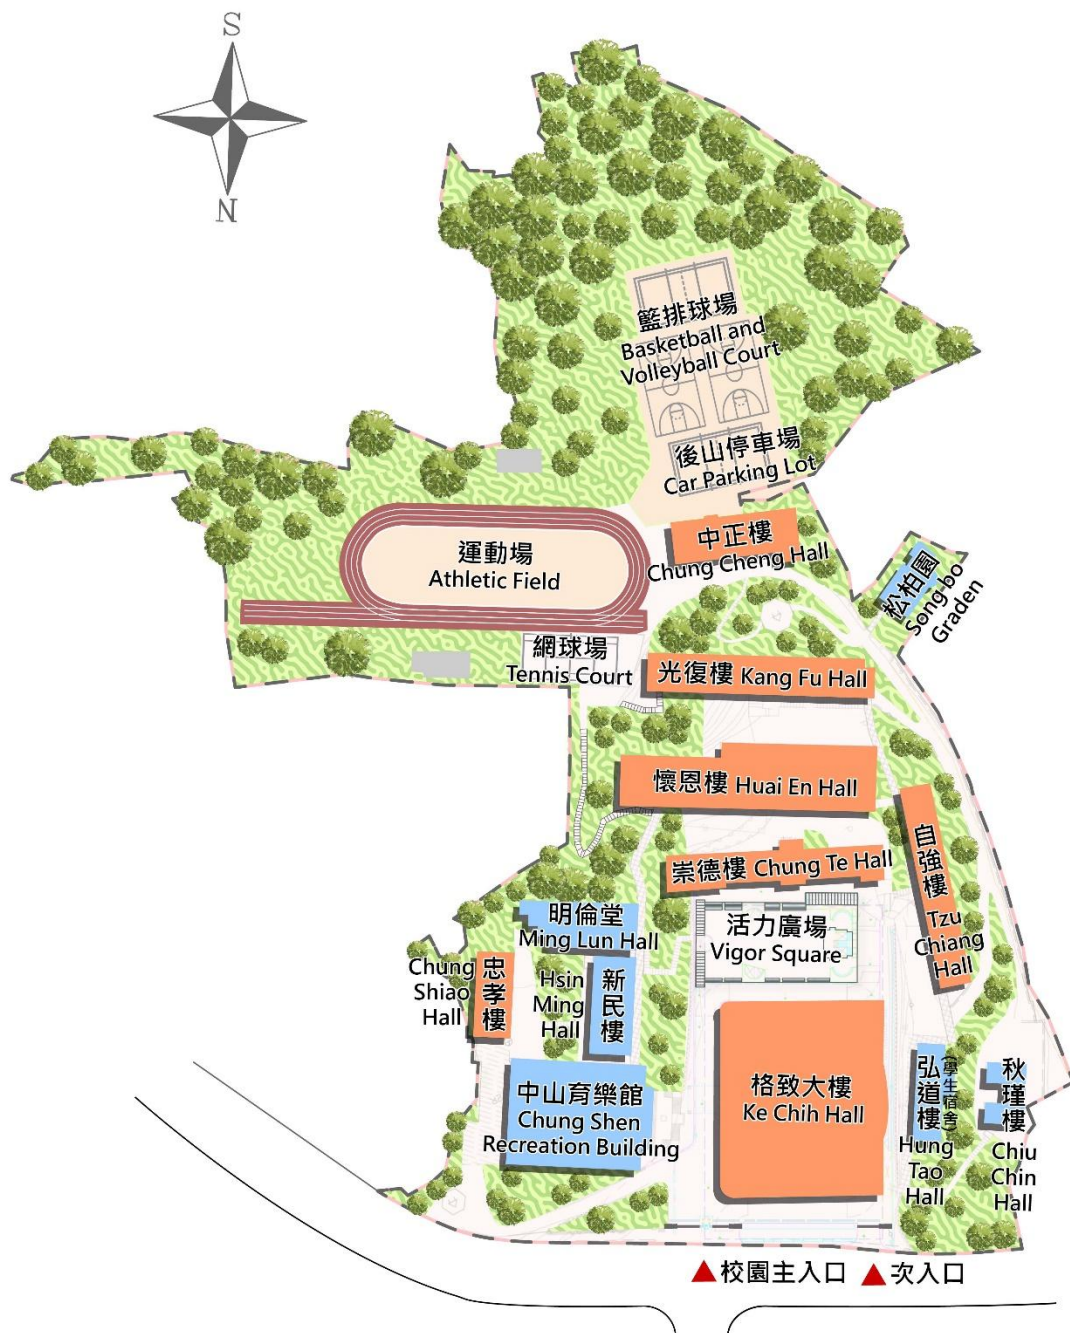 S
N
籃排球場
Basketball and
Volleyball Court
後山停車場
Car Parking Lot
中正樓
Chung Cheng Hall
運動場
Athletic Field
松柏園
Song bo
Graden
網球場
Tennis Court
光復樓 Kang Fu Hall
懷恩樓 Huai En Hall
自強樓
Tzu
Chiang
Hall
崇德樓 Chung Te Hall
活力廣場
Vigor Square
明倫堂
Ming Lun Hall
忠孝樓
Chung
Shiao
Hall
新民樓
Hsin
Ming
Hall
中山育樂館
Chung Shen
Recreation Building
格致大樓
Ke Chih Hall
弘道樓
(學生宿舍)
Hung
Tao
Hall
秋瑾樓
Chiu
Chin
Hall
▲校園主入口 ▲次入口